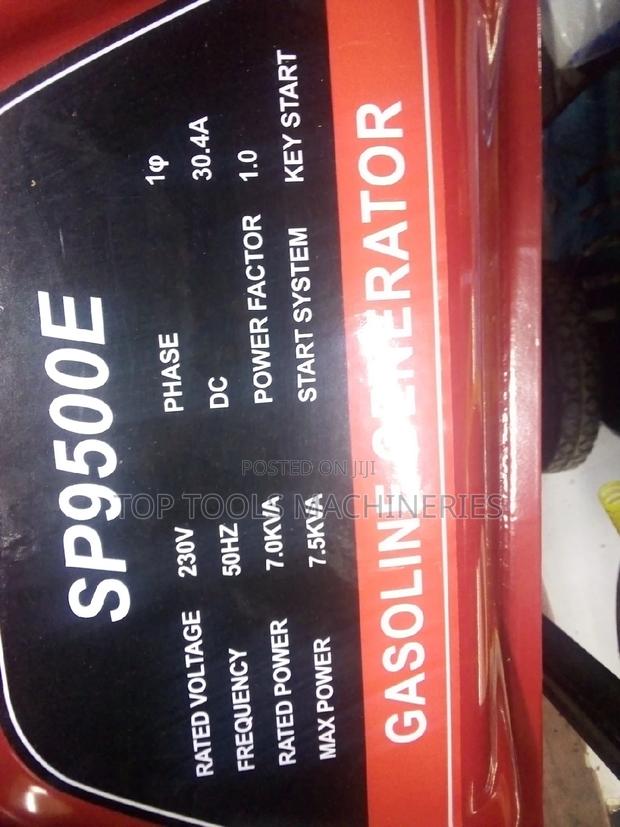 SP9500E
RATED VOLTAGE 230V PHASE 1φ
FREQUENCY 50HZ DC 30.4A
RATED POWER 7.0KVA POWER FACTOR 1.0
MAX POWER 7.5KVA START SYSTEM KEY START
GASOLINE GENERATOR
POSTED ON JIJI
TOP TOOLS MACHINERIES